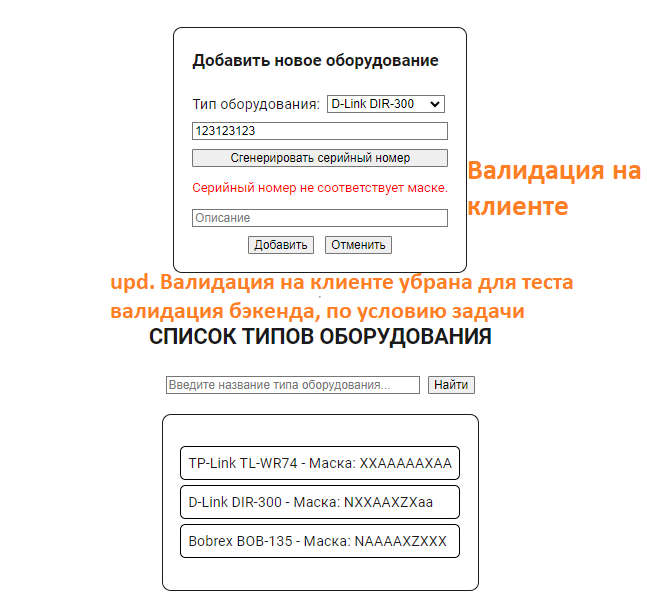 Добавить новое оборудование
Тип оборудования: D-Link DIR-300
123123123
Сгенерировать серийный номер
Серийный номер не соответствует маске.
Валидация на
клиенте
Описание
Добавить Отменить
upd. Валидация на клиенте убрана для теста
валидация бэкенда, по условию задачи
СПИСОК ТИПОВ ОБОРУДОВАНИЯ
Введите название типа оборудования... Найти
TP-Link TL-WR74 - Маска: XXAAAAAXAA
D-Link DIR-300 - Маска: NXXAAXZXaa
Bobrex BOB-135 - Маска: NAAAAXZXXX